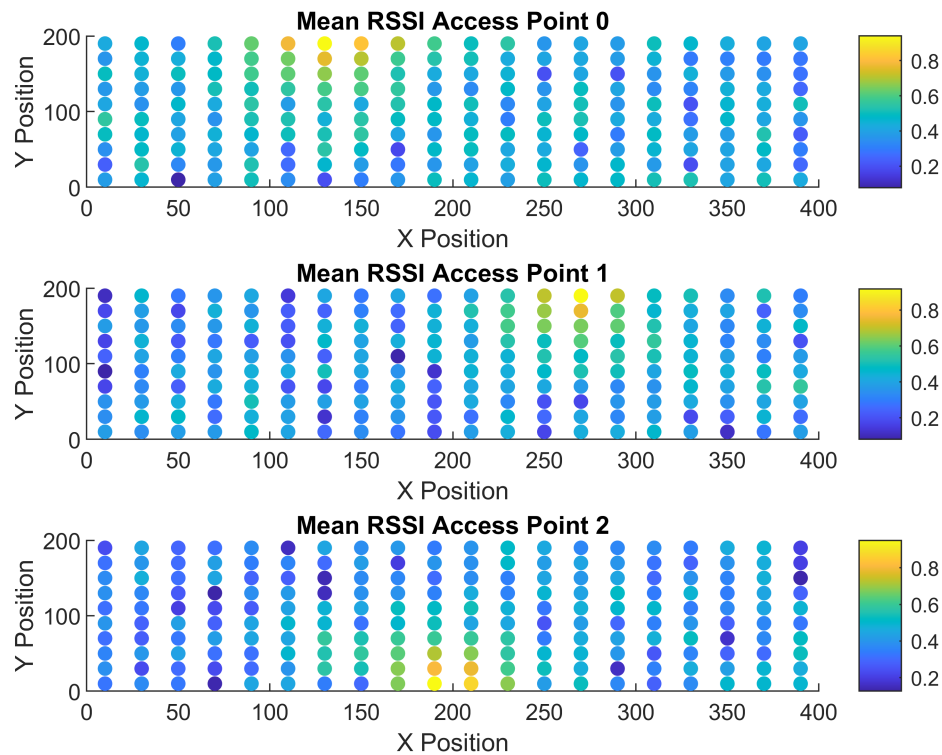 Mean RSSI Access Point 0
200
100
0
Y Position
0 50 100 150 200 250 300 350 400
X Position
0.8
0.6
0.4
0.2
Mean RSSI Access Point 1
200
100
0
Y Position
0 50 100 150 200 250 300 350 400
X Position
0.8
0.6
0.4
0.2
Mean RSSI Access Point 2
200
100
0
Y Position
0 50 100 150 200 250 300 350 400
X Position
0.8
0.6
0.4
0.2